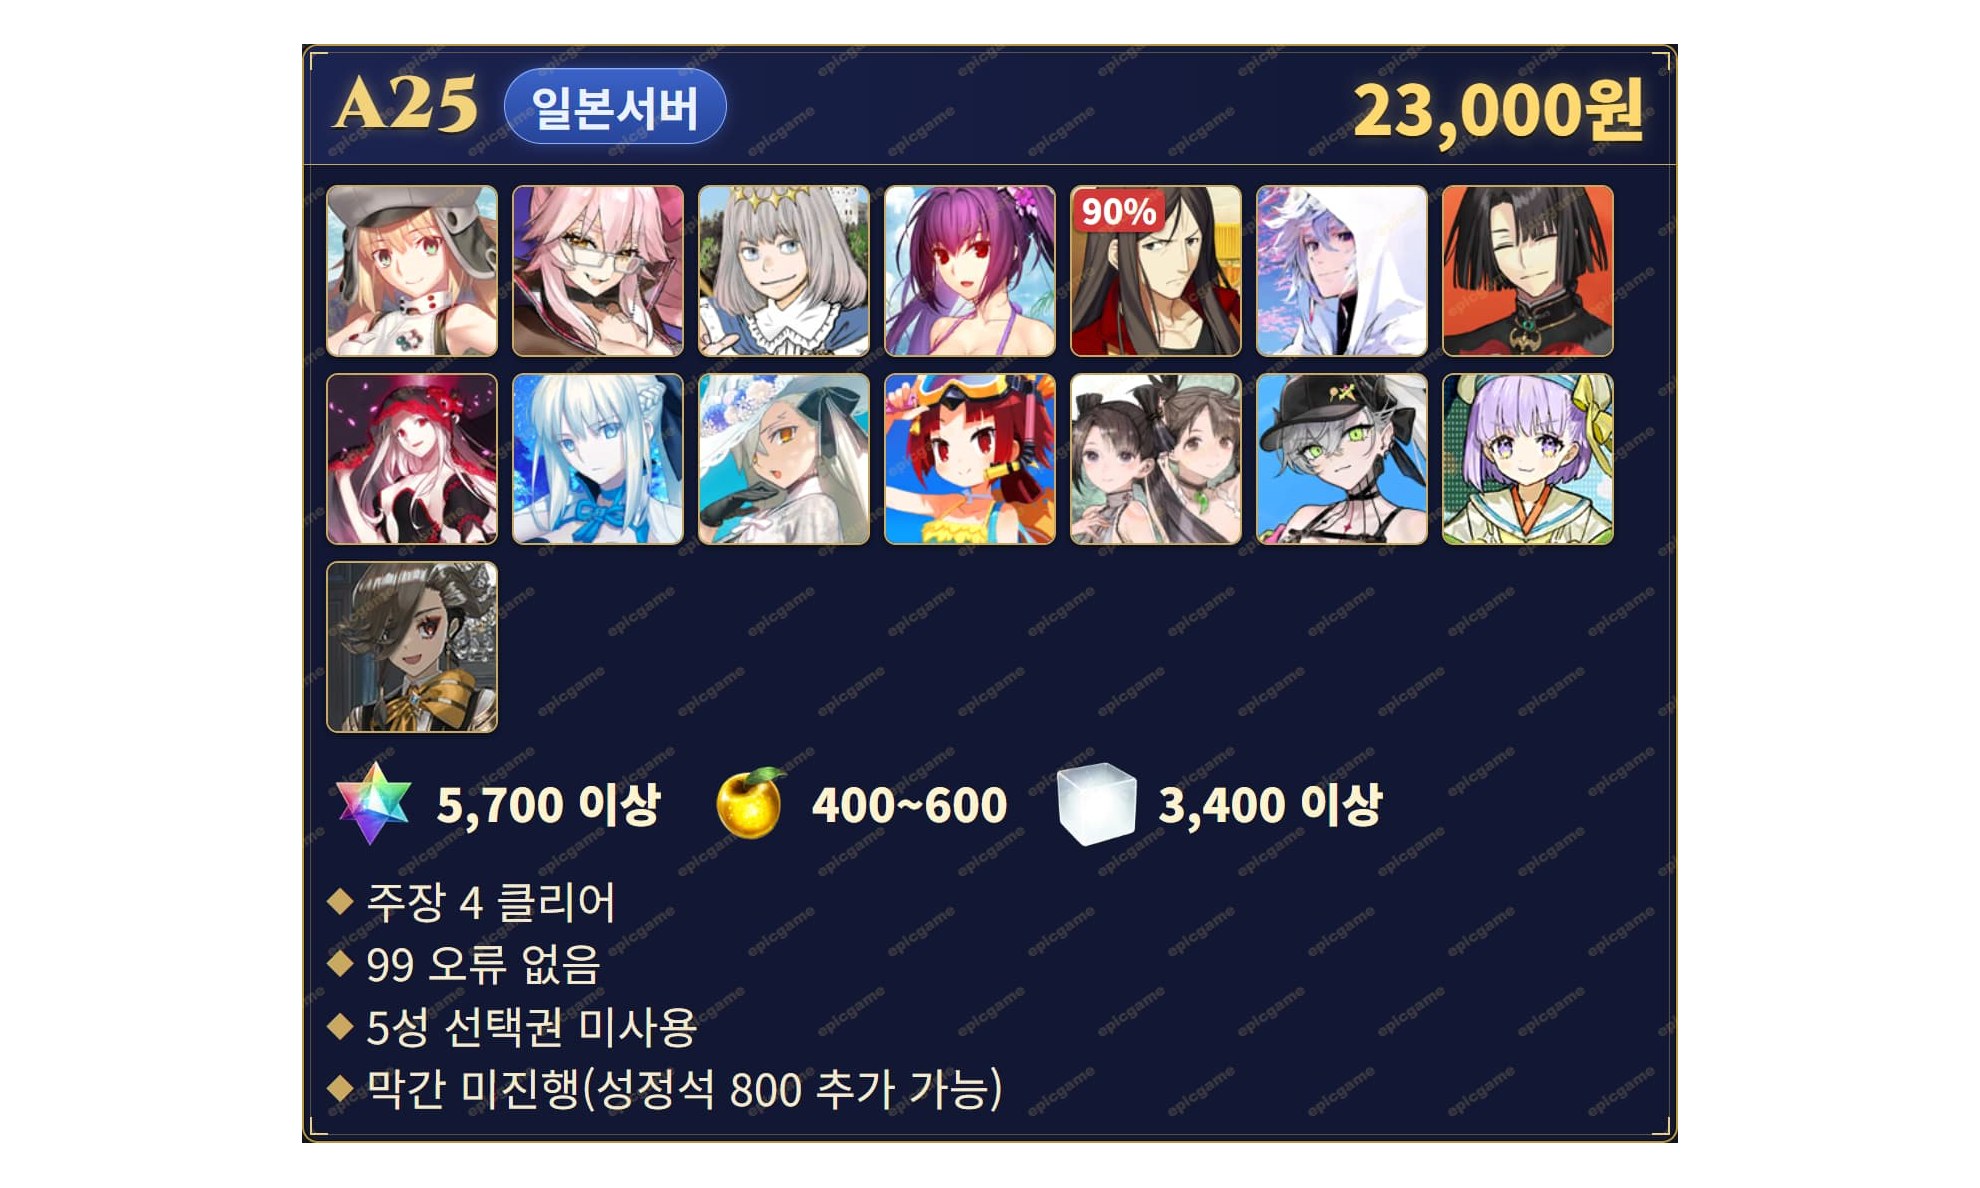 A25 일본서버 23,000원
90%
5,700 이상 400~600 3,400 이상
◆ 주장 4 클리어
◆ 99 오류 없음
◆ 5성 선택권 미사용
◆ 막간 미진행(성정석 800 추가 가능)
epicgame